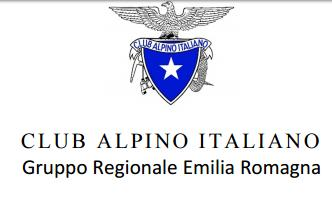 CLUB ALPINO ITALIANO
CLUB ALPINO ITALIANO
Gruppo Regionale Emilia Romagna